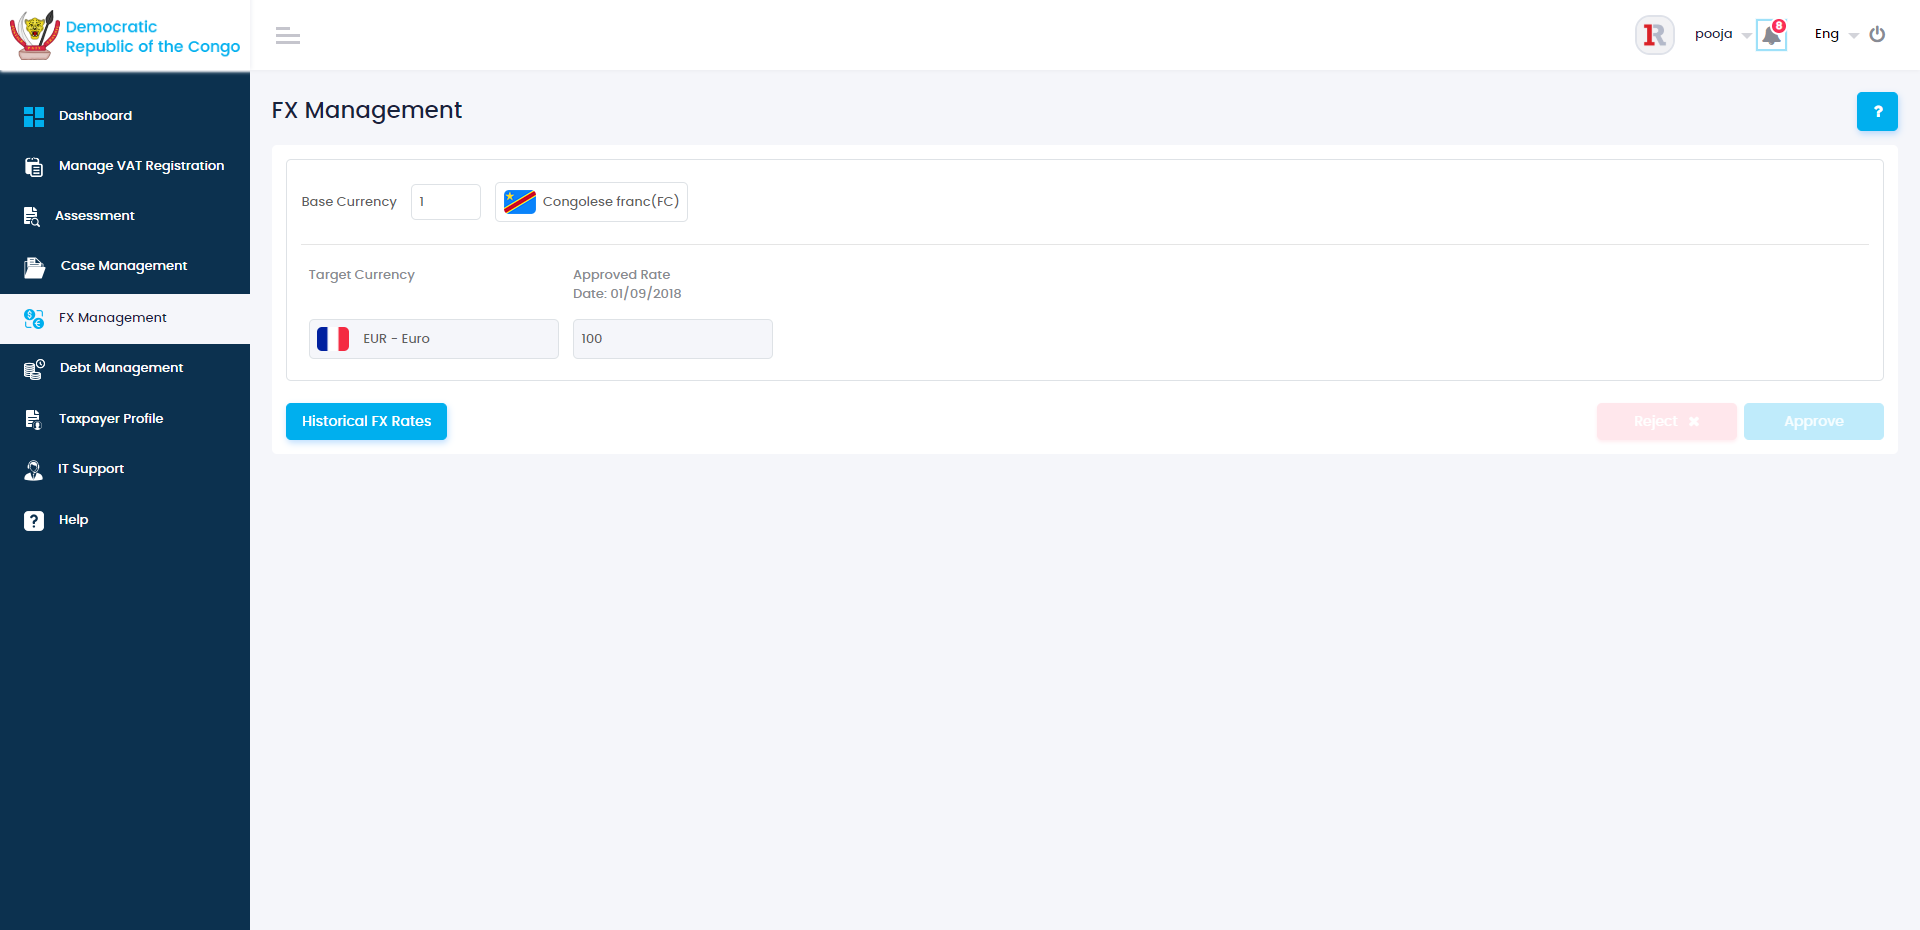 Democratic
Republic of the Congo
1R
pooja
8
Eng
Dashboard
Manage VAT Registration
Assessment
Case Management
FX Management
Debt Management
Taxpayer Profile
IT Support
Help
FX Management
?
Base Currency
1
Congolese franc(FC)
Target Currency
Approved Rate
Date: 01/09/2018
EUR - Euro
100
Historical FX Rates
Reject
Approve